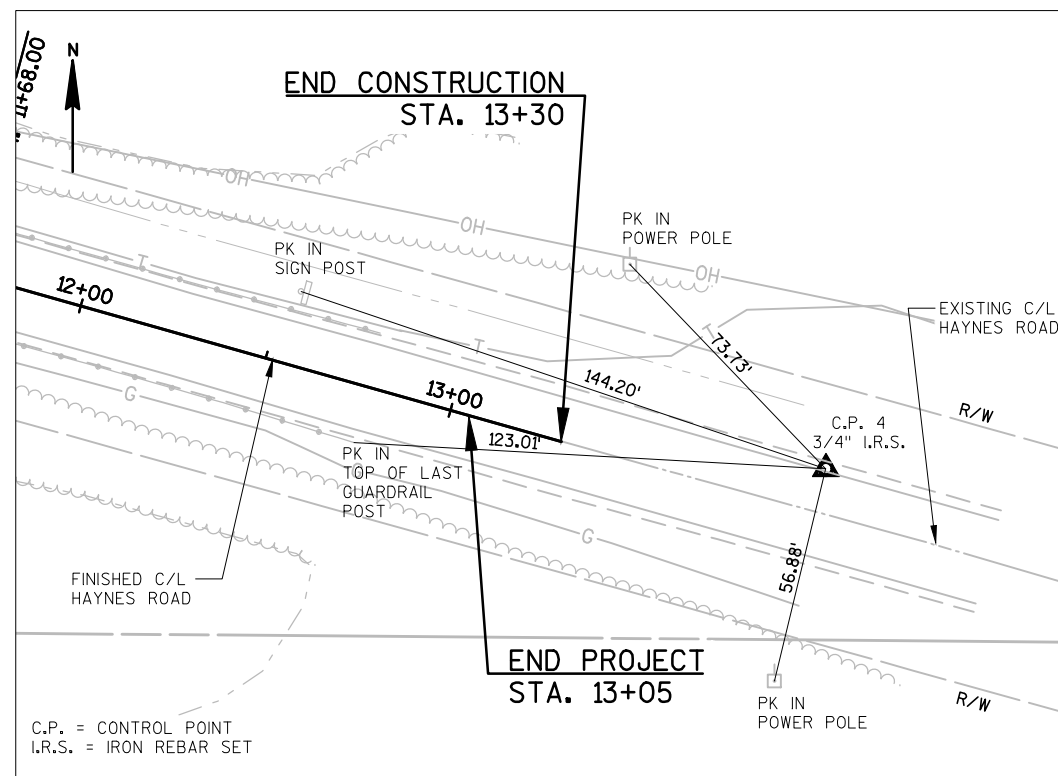 11+68.00
N
END CONSTRUCTION
STA. 13+30
OH
OH
OH
PK IN
POWER POLE
PK IN
SIGN POST
T
12+00
EXISTING C/L
HAYNES ROAD
T
T
73.73'
144.20'
13+00
R/W
C.P. 4
3/4" I.R.S.
G
123.01'
PK IN
TOP OF LAST
GUARDRAIL
POST
G
G
56.88'
FINISHED C/L
HAYNES ROAD
END PROJECT
STA. 13+05
R/W
PK IN
POWER POLE
C.P. = CONTROL POINT
I.R.S. = IRON REBAR SET